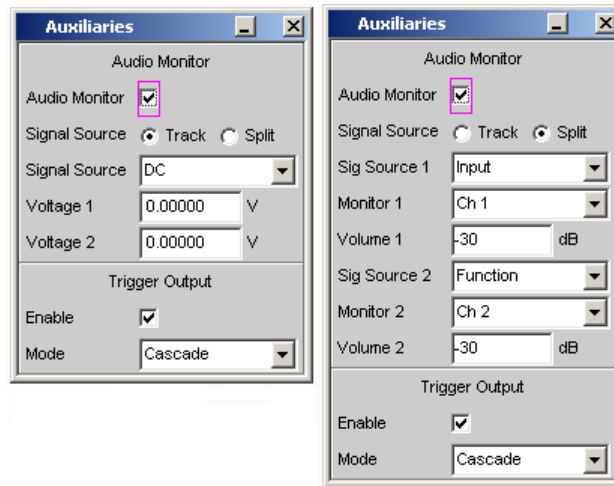 Auxiliaries
Audio Monitor
Audio Monitor
Signal Source Track Split
Signal Source DC
Voltage 1 0.00000 V
Voltage 2 0.00000 V
Trigger Output
Enable
Mode Cascade
Auxiliaries
Audio Monitor
Audio Monitor
Signal Source Track Split
Sig Source 1 Input
Monitor 1 Ch 1
Volume 1 -30 dB
Sig Source 2 Function
Monitor 2 Ch 2
Volume 2 -30 dB
Trigger Output
Enable
Mode Cascade